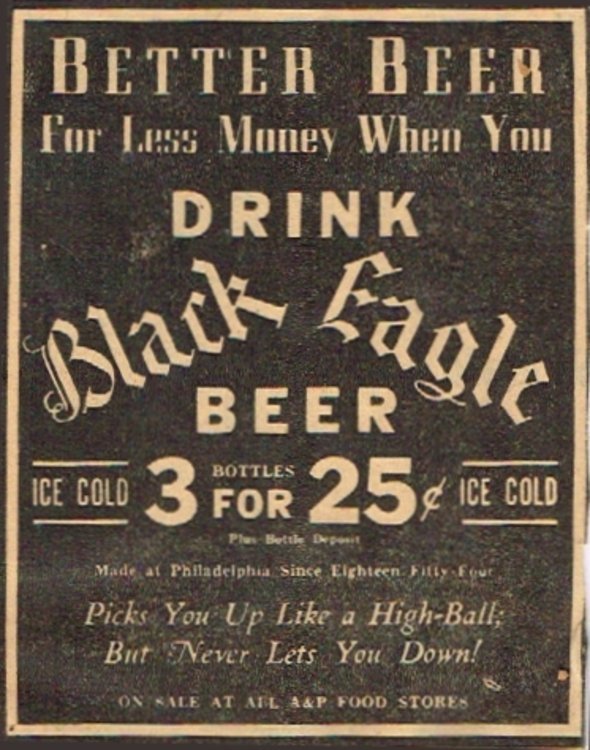 BETTER BEER
For Less Money When You
DRINK
Black Eagle
BEER
ICE COLD 3 BOTTLES FOR 25¢ ICE COLD
Plus Bottle Deposit
Made at Philadelphia Since Eighteen Fifty-Four
Picks You Up Like a High-Ball;
But Never Lets You Down!
ON SALE AT ALL A&P FOOD STORES